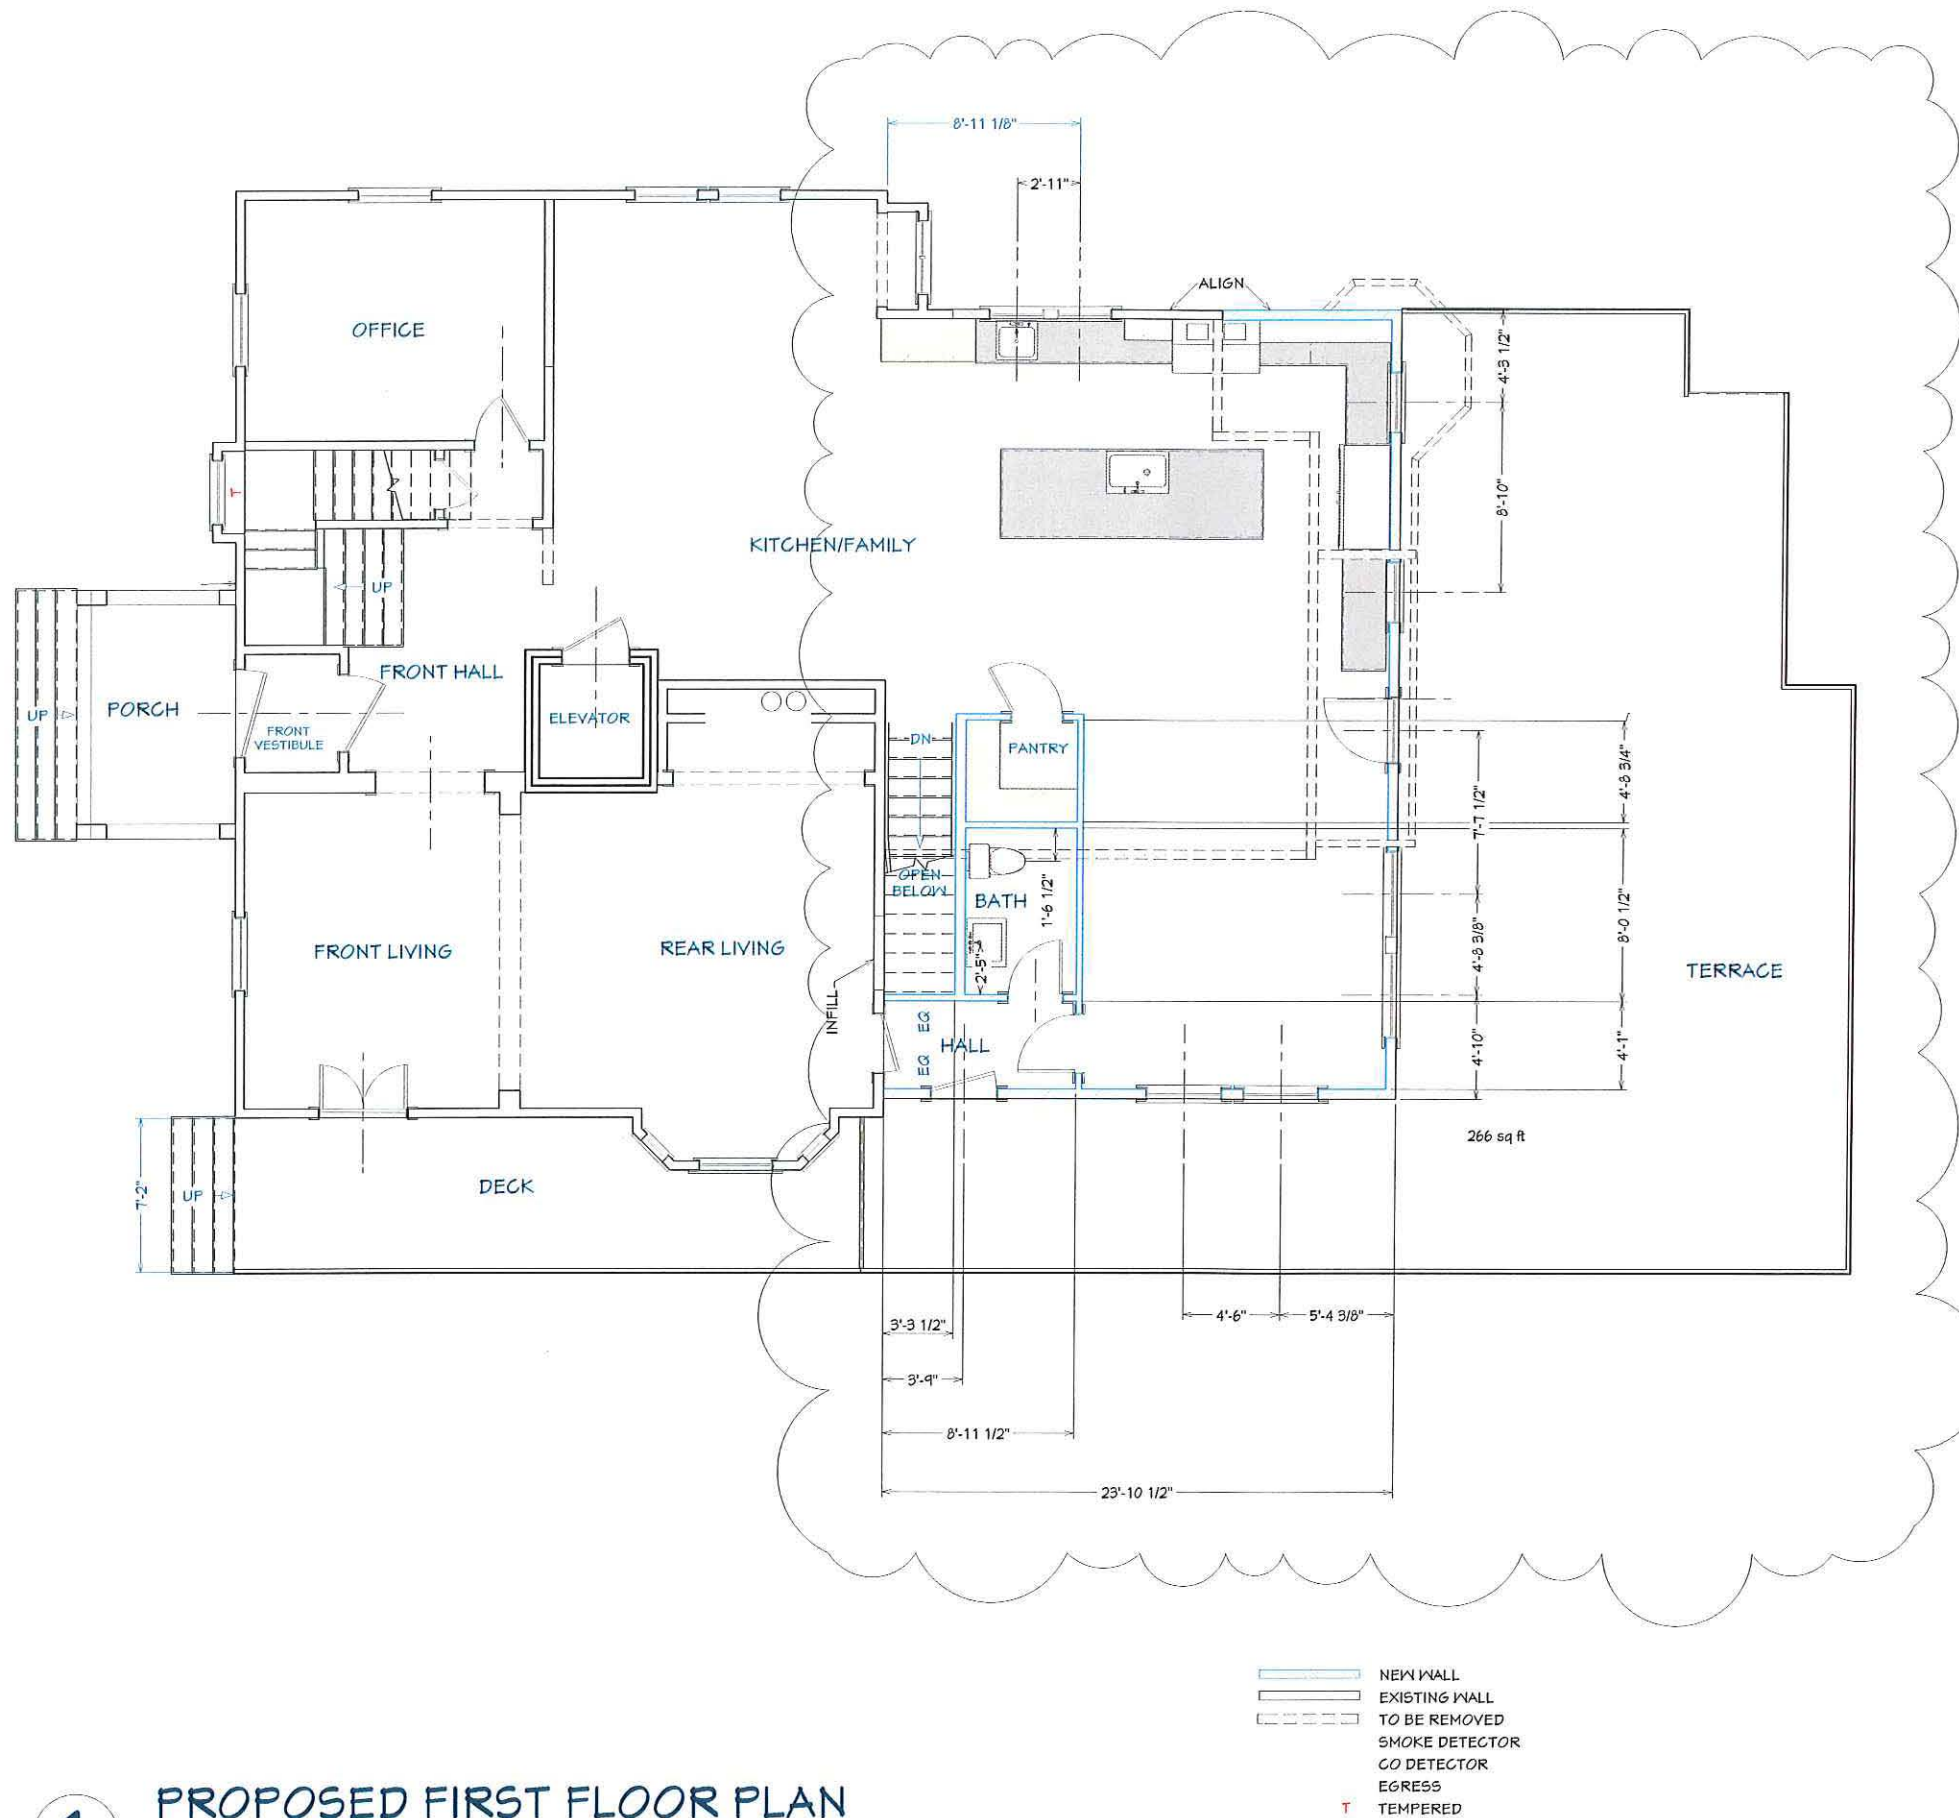 8'-11 1/8"
2'-11"
ALIGN
OFFICE
4'-3 1/2"
T
8'-10"
KITCHEN/FAMILY
UP
FRONT HALL
PORCH
UP
FRONT
VESTIBULE
ELEVATOR
DN
PANTRY
4'-8 3/4"
7'-7 1/2"
OPEN
BELOW
BATH
1'-6 1/2"
8'-0 1/2"
FRONT LIVING
REAR LIVING
2'-5"
4'-8 3/8"
TERRACE
INFILL
EQ
EQ
HALL
4'-10"
4'-1"
266 sq ft
7'-2"
UP
DECK
4'-6"
5'-4 3/8"
3'-3 1/2"
3'-9"
8'-11 1/2"
23'-10 1/2"
NEW WALL
EXISTING WALL
TO BE REMOVED
SMOKE DETECTOR
CO DETECTOR
EGRESS
T TEMPERED
PROPOSED FIRST FLOOR PLAN